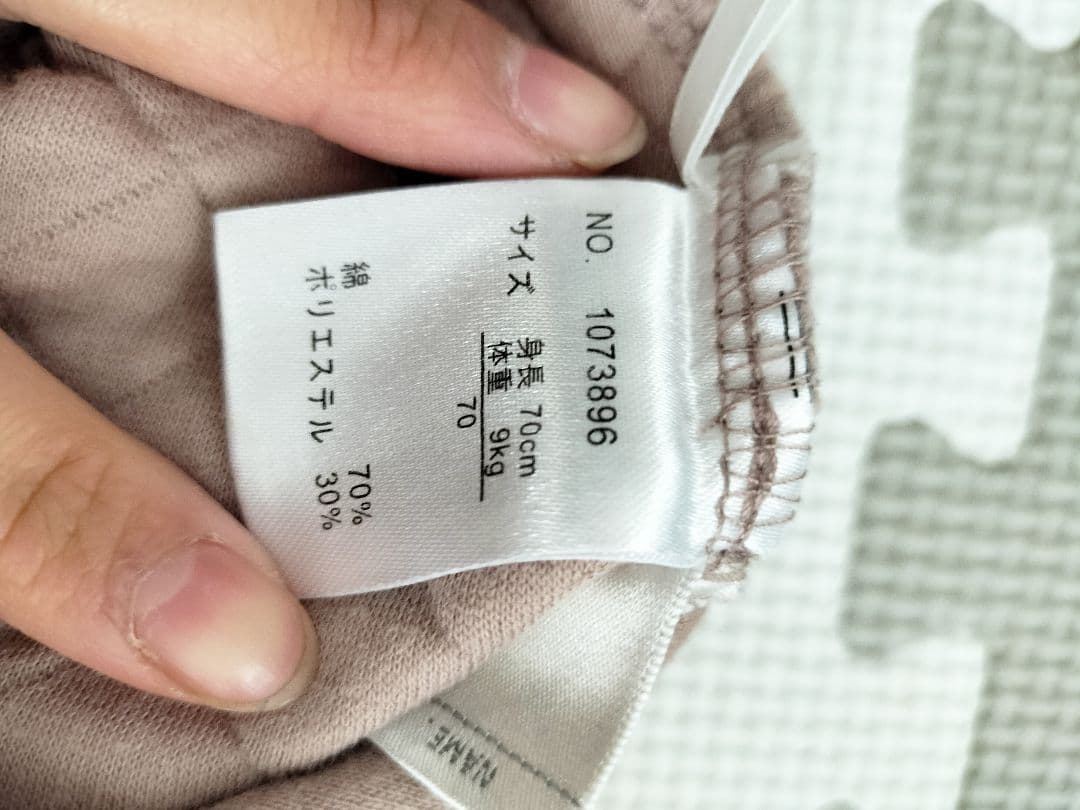 NO. 1073896
サイズ 身長 70cm
体重 9kg
70
綿 70%
ポリエステル 30%
NAME.